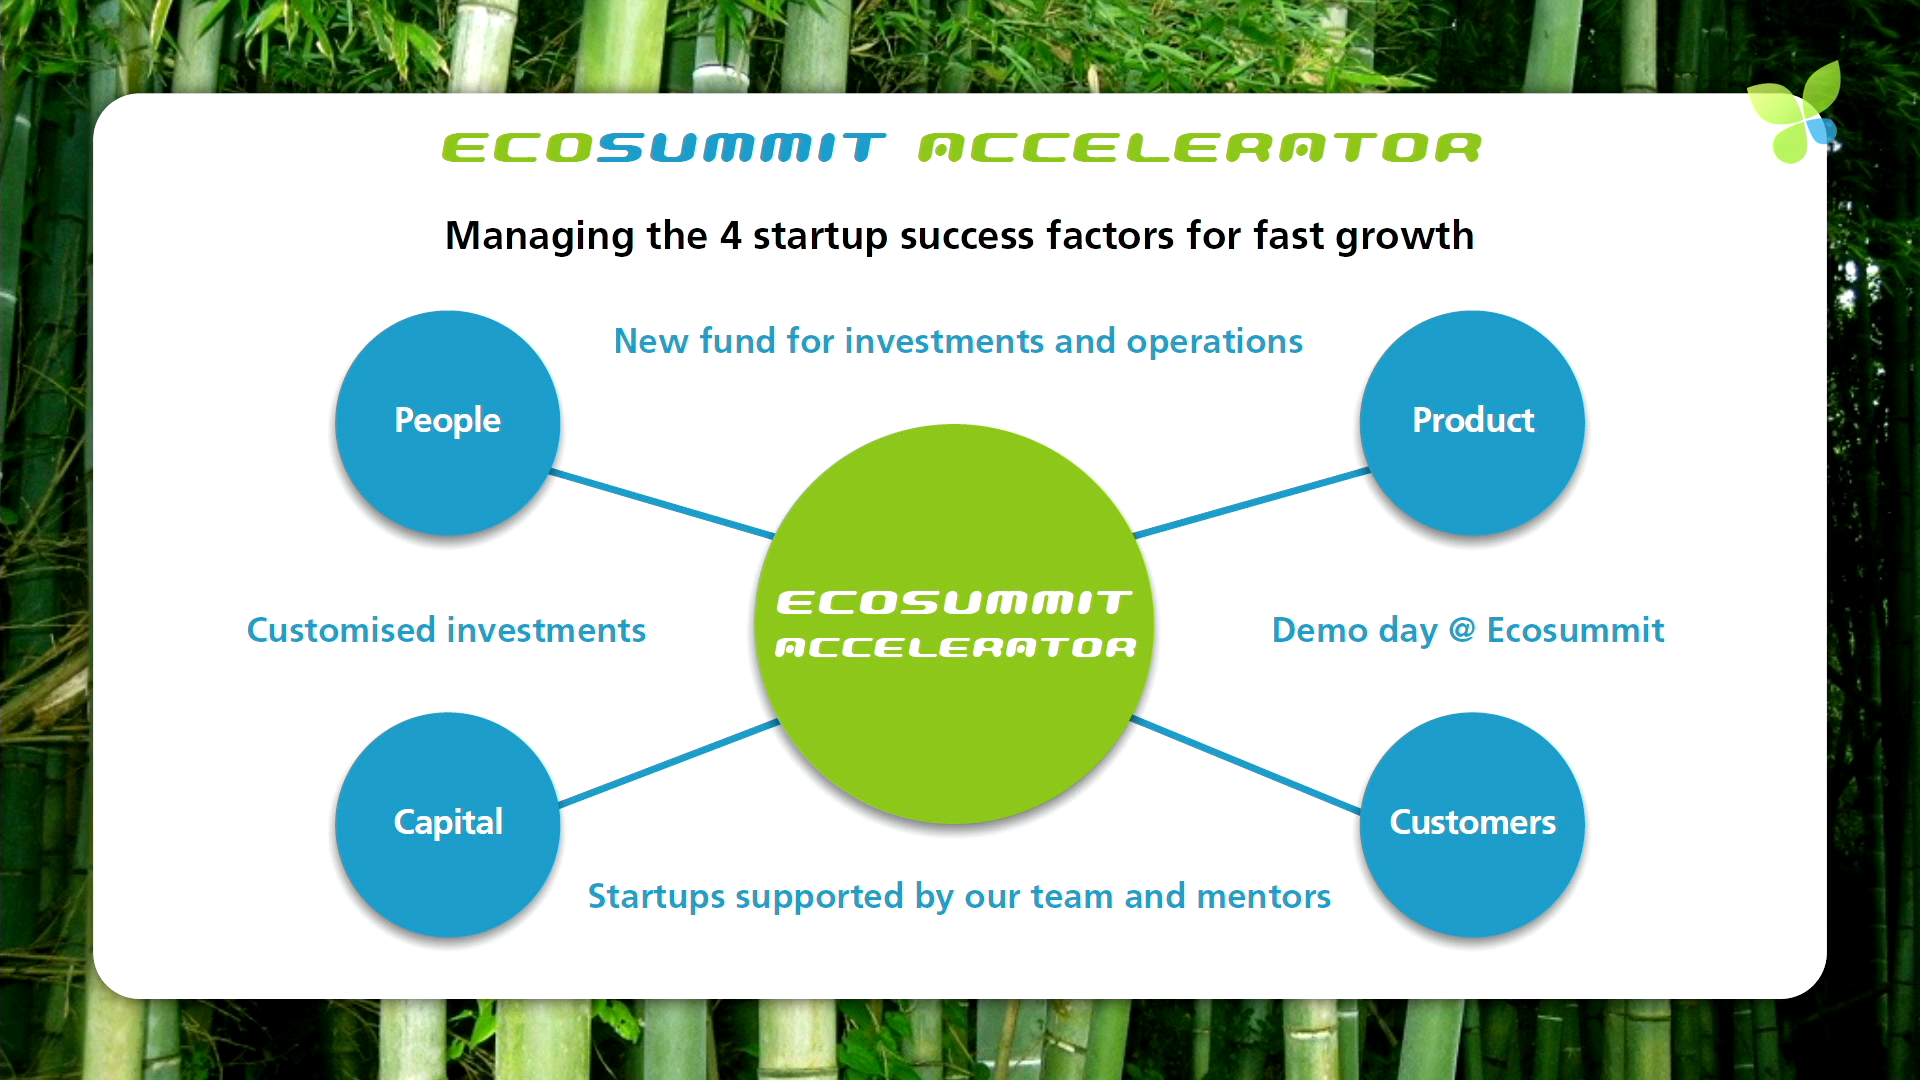 ECOSUMMIT ACCELERATOR
Managing the 4 startup success factors for fast growth
New fund for investments and operations
People
Product
ECOSUMMIT
ACCELERATOR
Customised investments
Demo day @ Ecosummit
Capital
Customers
Startups supported by our team and mentors